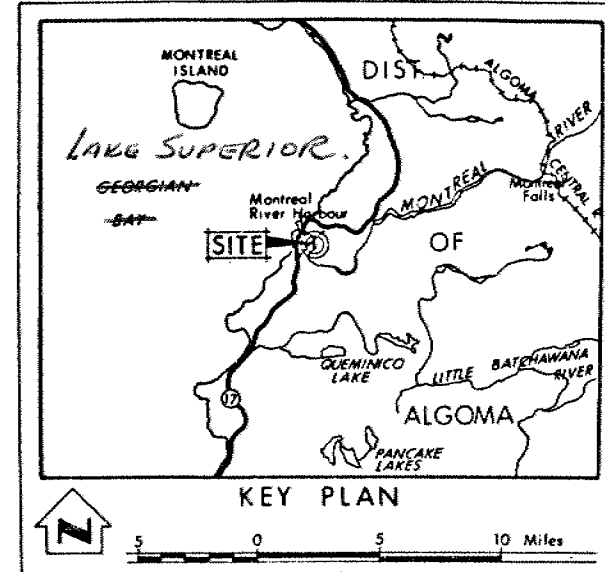 MONTREAL
ISLAND
DIST.
ALGOMA
RIVER
LAKE SUPERIOR.
GEORGIAN
BAY
Montreal
River Harbour
MONTREAL
Montreal
Falls
CENTRAL R
SITE
OF
QUEMINICO
LAKE
LITTLE BATCHAWANA
RIVER
17
ALGOMA
PANCAKE
LAKES
KEY PLAN
N
5 0 5 10 Miles